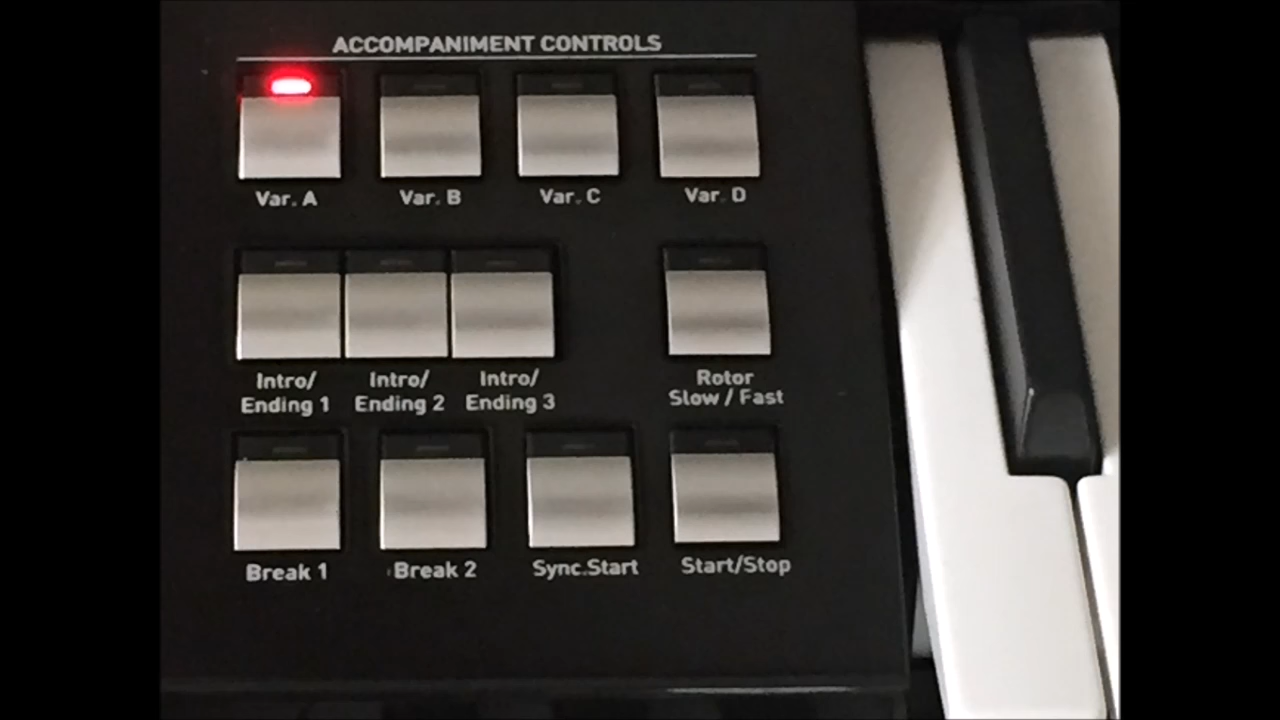 ACCOMPANIMENT CONTROLS
Var. A Var. B Var. C Var. D
Intro/ Intro/ Intro/ Rotor
Ending 1 Ending 2 Ending 3 Slow / Fast
Break 1 Break 2 Sync.Start Start/Stop